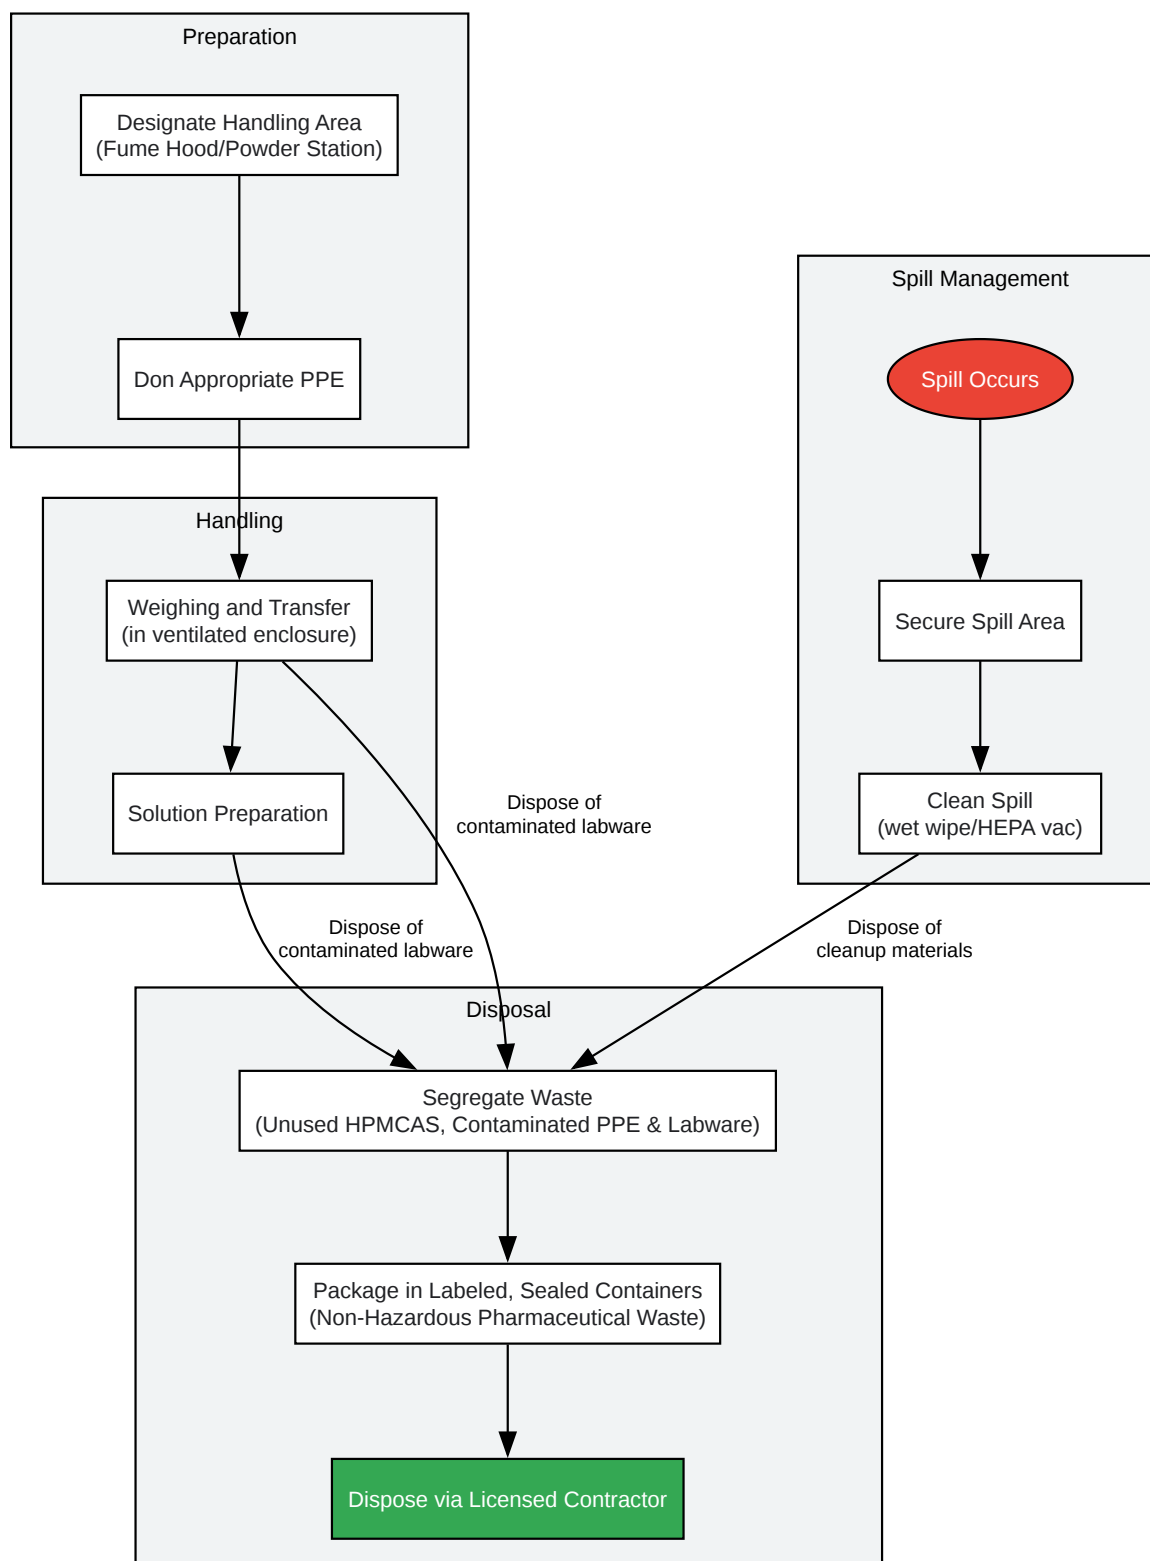 Preparation
Designate Handling Area
(Fume Hood/Powder Station)
Don Appropriate PPE
Handling
Weighing and Transfer
(in ventilated enclosure)
Solution Preparation
Spill Management
Spill Occurs
Secure Spill Area
Clean Spill
(wet wipe/HEPA vac)
Dispose of
contaminated labware
Dispose of
contaminated labware
Dispose of
cleanup materials
Disposal
Segregate Waste
(Unused HPMCAS, Contaminated PPE & Labware)
Package in Labeled, Sealed Containers
(Non-Hazardous Pharmaceutical Waste)
Dispose via Licensed Contractor